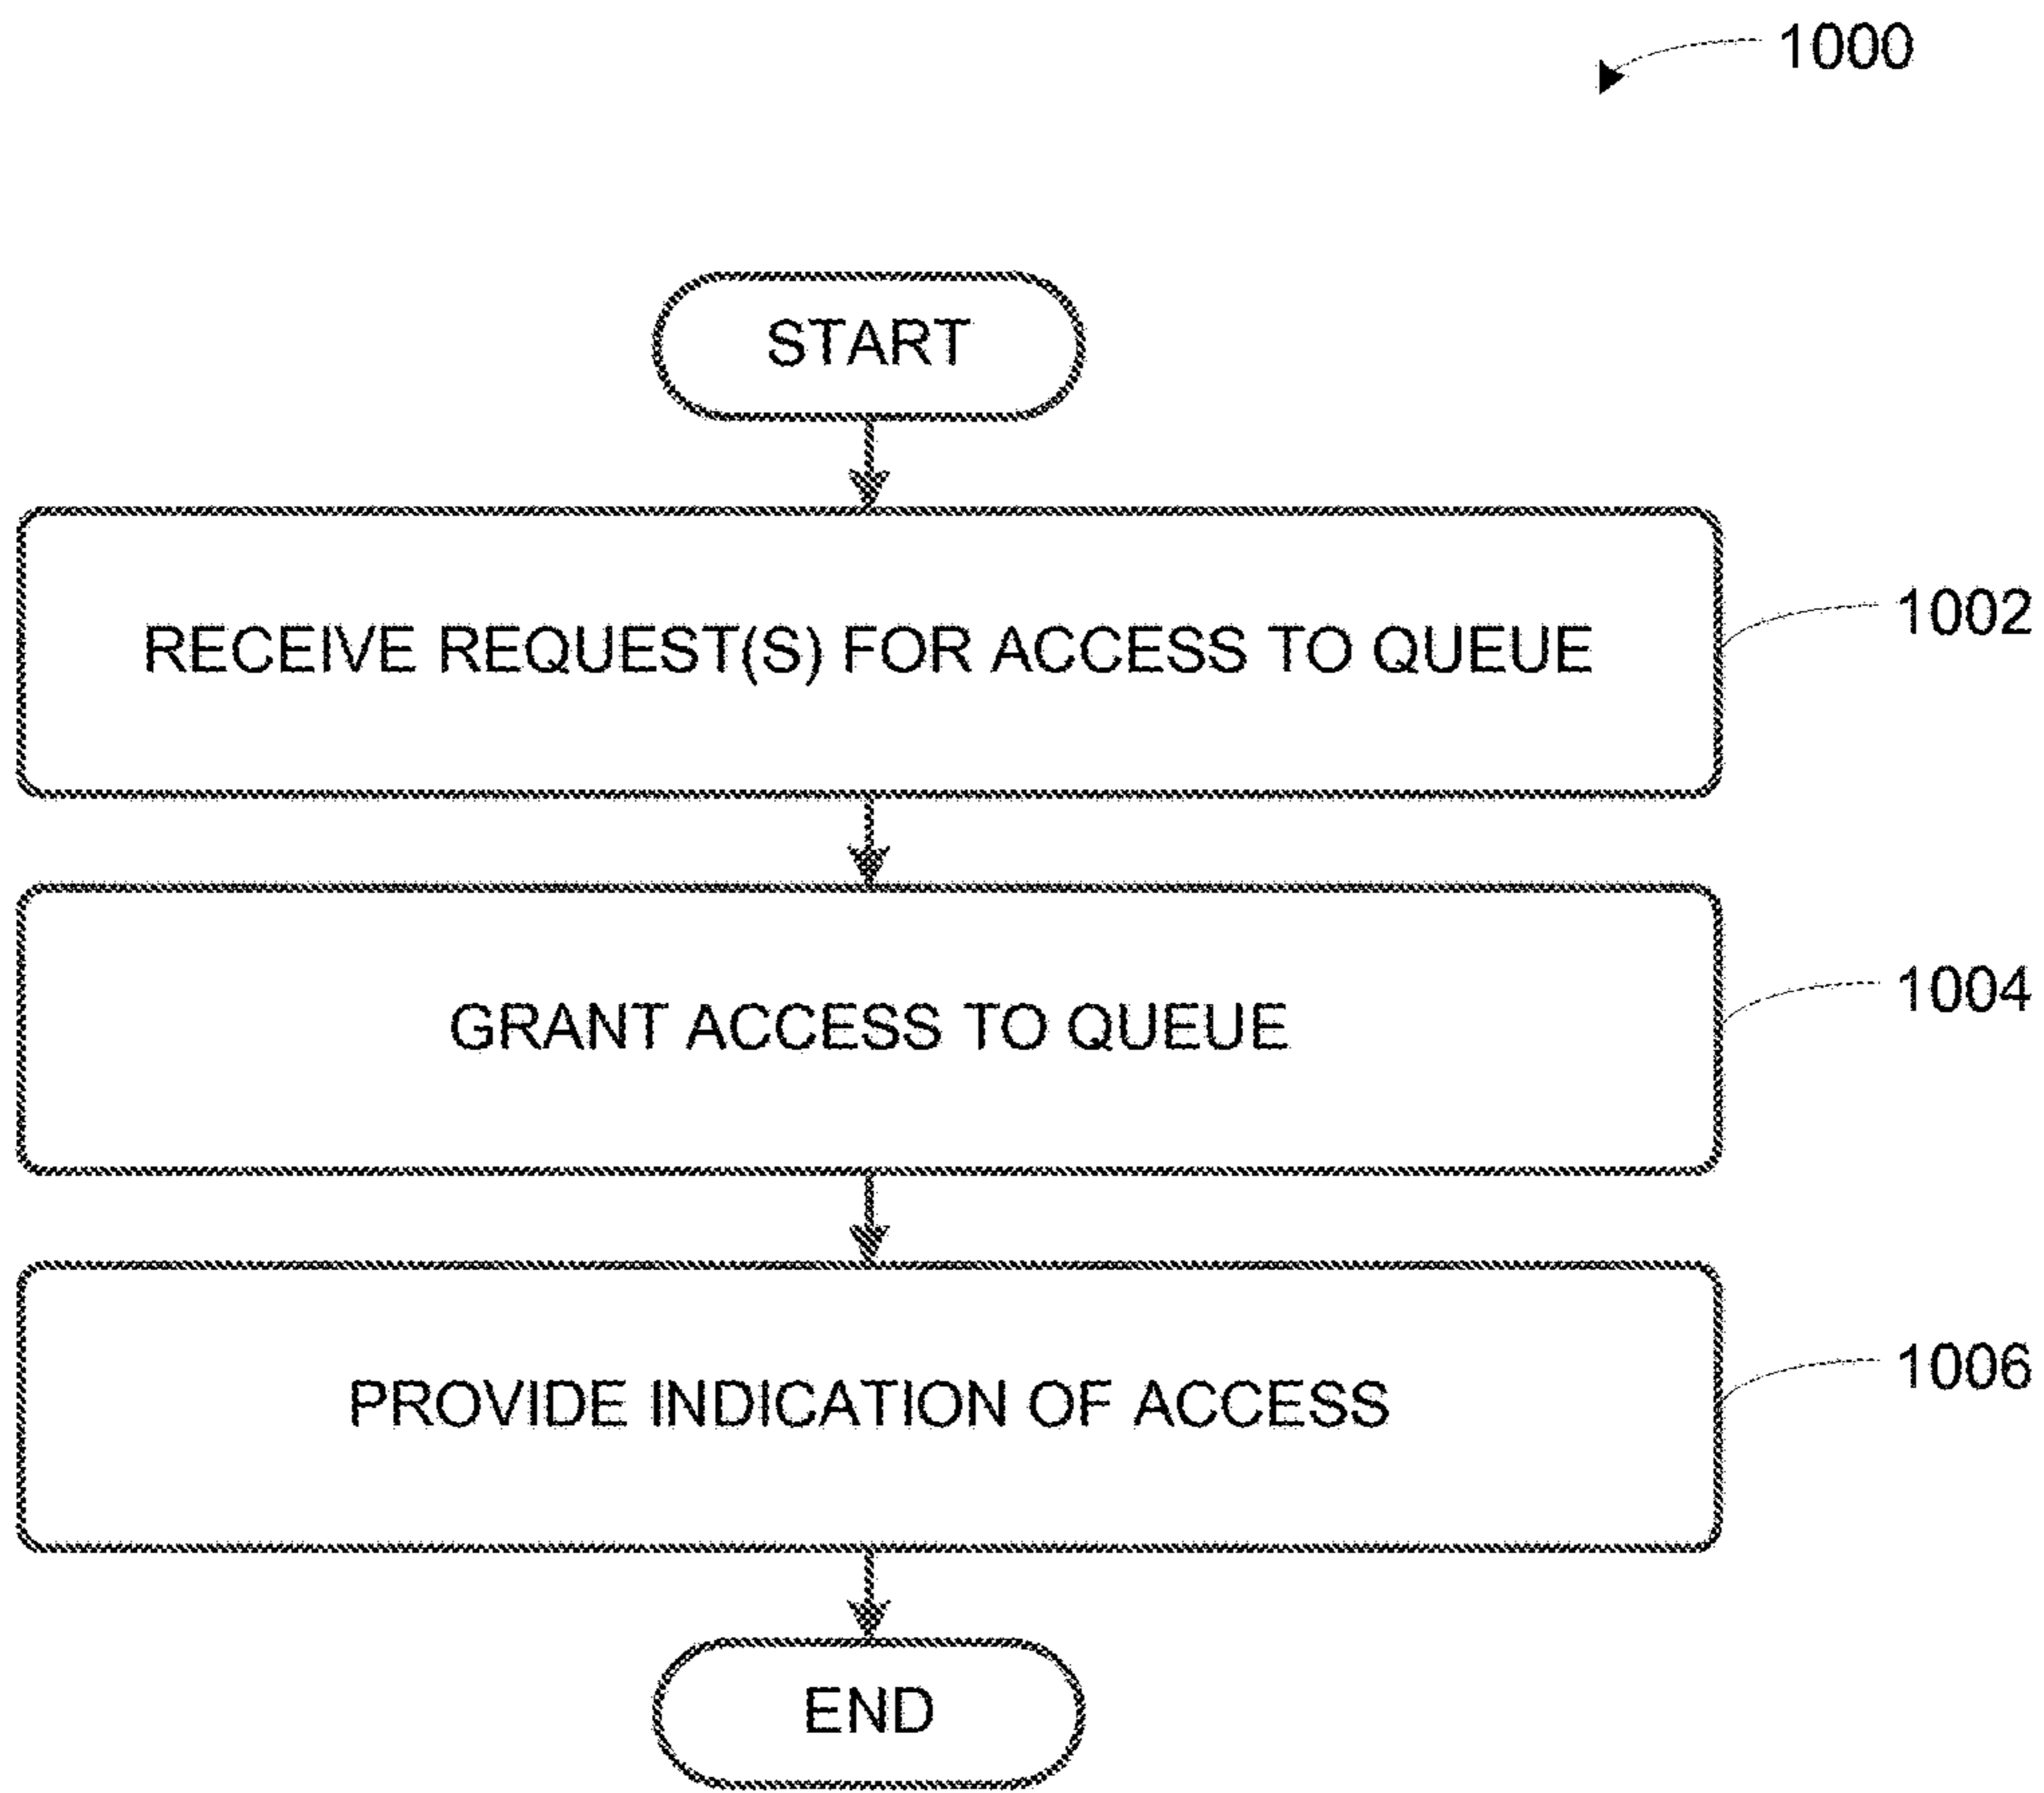 1000
START
RECEIVE REQUEST(S) FOR ACCESS TO QUEUE
1002
GRANT ACCESS TO QUEUE
1004
PROVIDE INDICATION OF ACCESS
1006
END